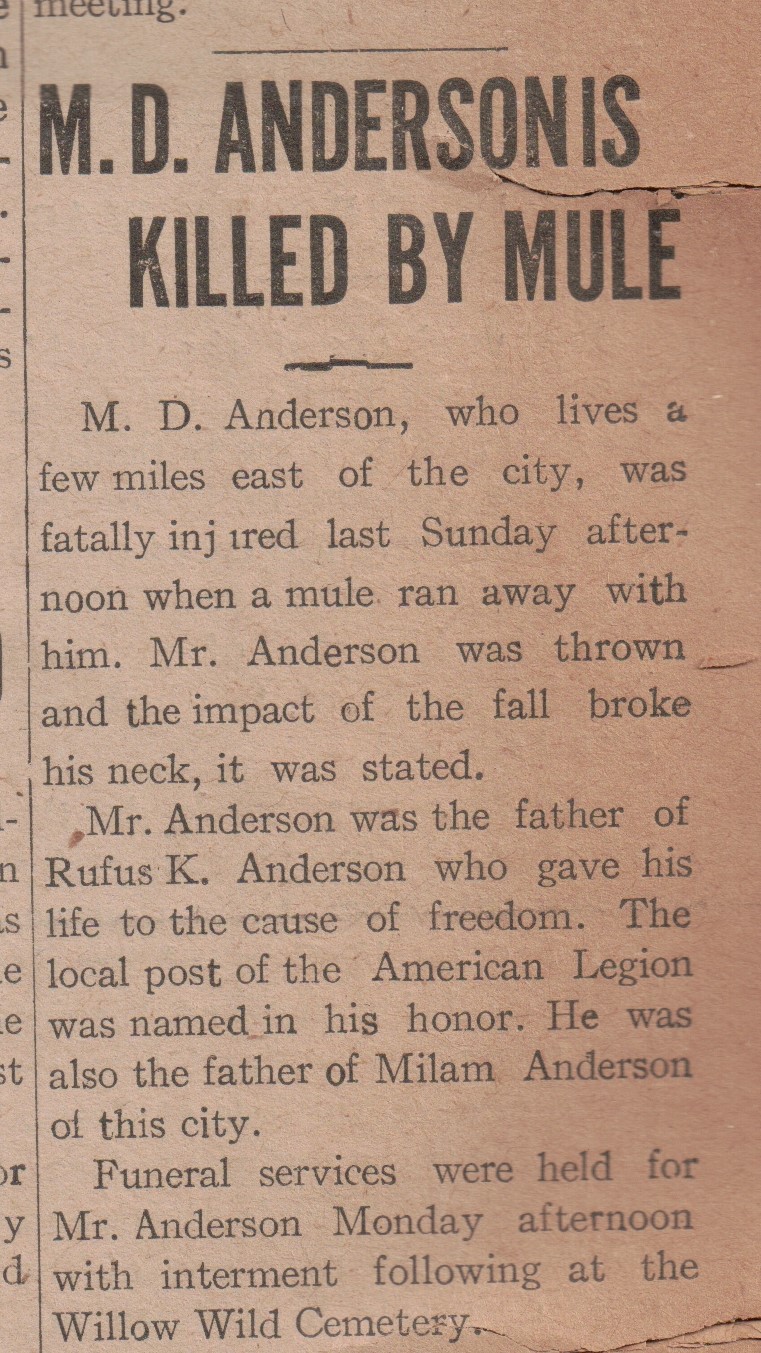 meeting.
M. D. ANDERSON IS
KILLED BY MULE
M. D. Anderson, who lives a
few miles east of the city, was
fatally inj ired last Sunday after-
noon when a mule ran away with
him. Mr. Anderson was thrown
and the impact of the fall broke
his neck, it was stated.
Mr. Anderson was the father of
Rufus K. Anderson who gave his
life to the cause of freedom. The
local post of the American Legion
was named in his honor. He was
also the father of Milam Anderson
of this city.
Funeral services were held for
Mr. Anderson Monday afternoon
with interment following at the
Willow Wild Cemetery.